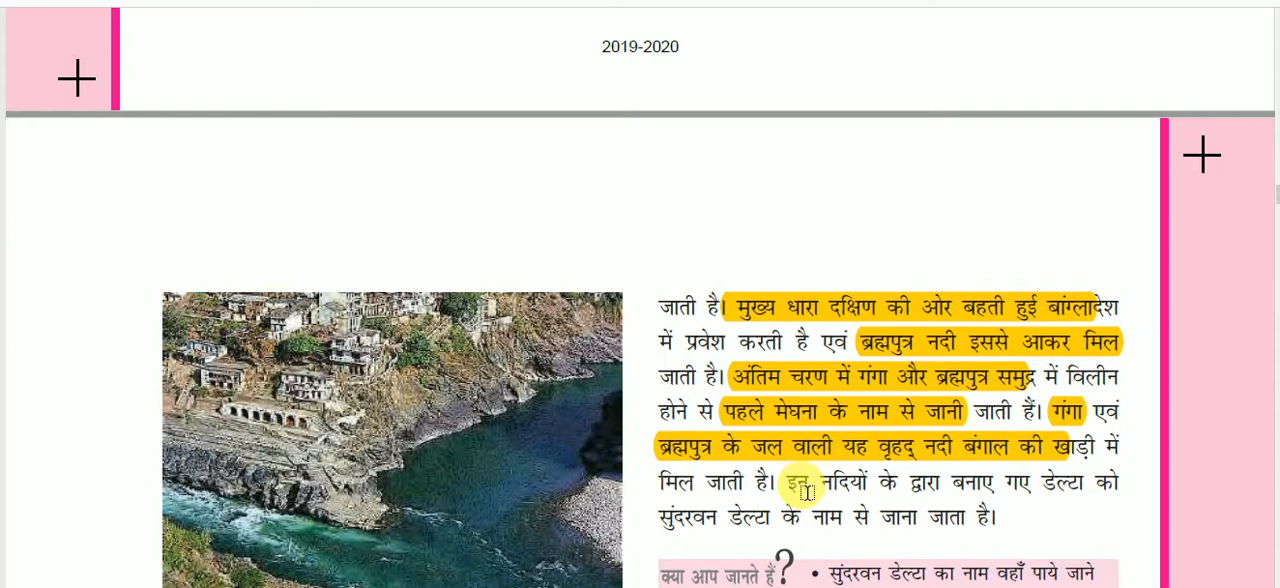 2019-2020
जाती है। मुख्य धारा दक्षिण की ओर बहती हुई बांग्लादेश
में प्रवेश करती है एवं ब्रह्मपुत्र नदी इससे आकर मिल
जाती है। अंतिम चरण में गंगा और ब्रह्मपुत्र समुद्र में विलीन
होने से पहले मेघना के नाम से जानी जाती हैं। गंगा एवं
ब्रह्मपुत्र के जल वाली यह वृहद् नदी बंगाल की खाड़ी में
मिल जाती है। इन नदियों के द्वारा बनाए गए डेल्टा को
सुंदरवन डेल्टा के नाम से जाना जाता है।
क्या आप जानते हैं? • सुंदरवन डेल्टा का नाम वहाँ पाये जाने